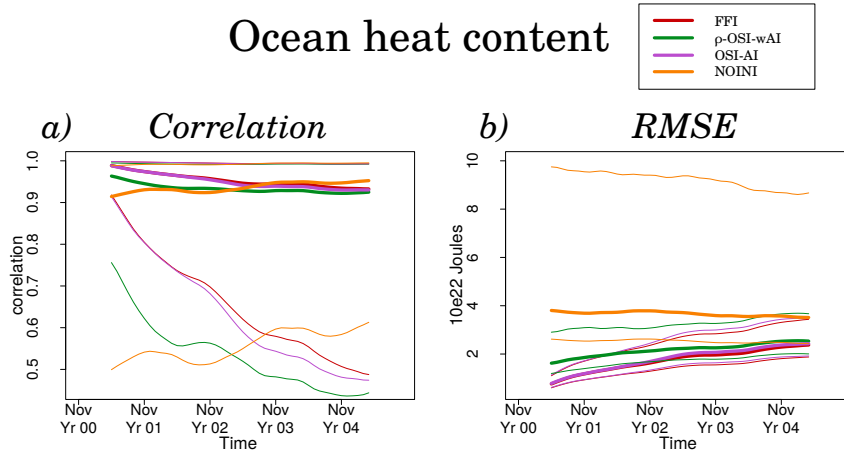 Ocean heat content
FFI
ρ-OSI-wAI
OSI-AI
NOINI
a) Correlation
correlation
1.0
0.9
0.8
0.7
0.6
0.5
Nov Nov Nov Nov Nov
Yr 00 Yr 01 Yr 02 Yr 03 Yr 04
Time
b) RMSE
10e22 Joules
10
8
6
4
2
Nov Nov Nov Nov Nov
Yr 00 Yr 01 Yr 02 Yr 03 Yr 04
Time